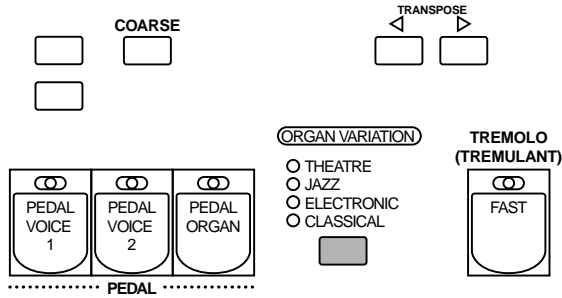 COARSE
TRANSPOSE
ORGAN VARIATION
THEATRE
JAZZ
ELECTRONIC
CLASSICAL
TREMOLO
(TREMULANT)
PEDAL
VOICE
1
PEDAL
VOICE
2
PEDAL
ORGAN
FAST
PEDAL